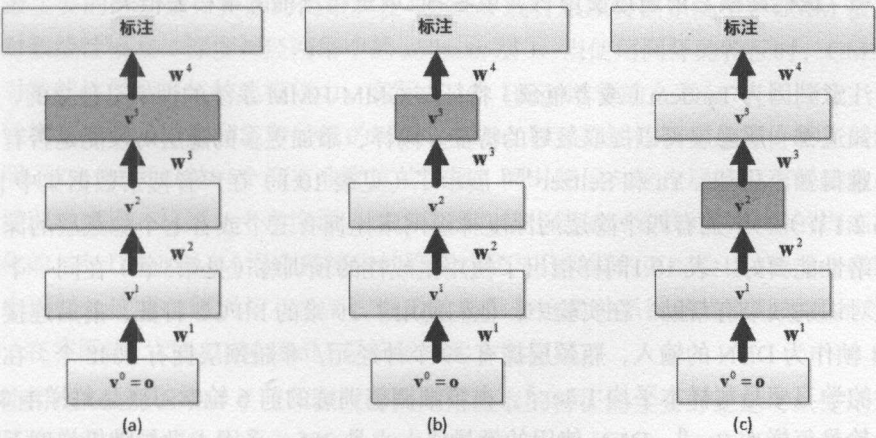 标注
W⁴
v³
W³
v²
W²
v¹
W¹
v⁰ = o
(a)
标注
W⁴
v³
W³
v²
W²
v¹
W¹
v⁰ = o
(b)
标注
W⁴
v³
W³
v²
W²
v¹
W¹
v⁰ = o
(c)